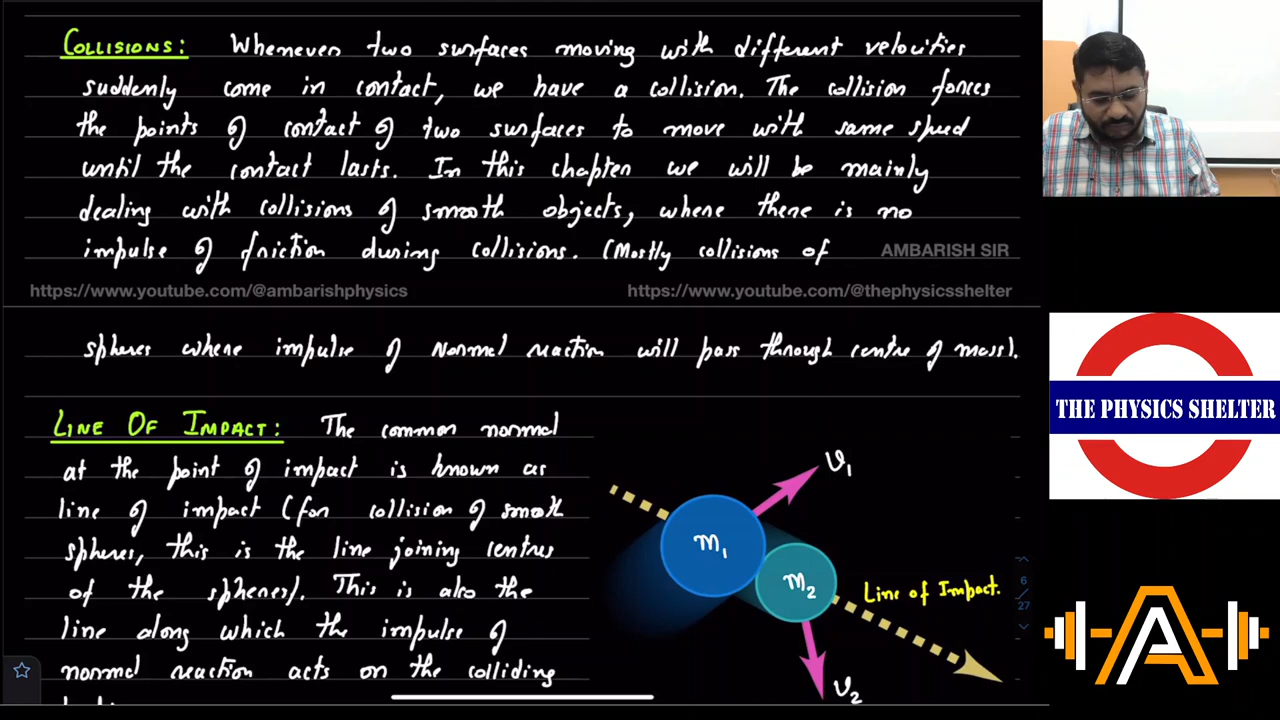 COLLISIONS: Whenever two surfaces moving with different velocities
suddenly come in contact, we have a collision. The collision forces
the points of contact of two surfaces to move with same speed
until the contact lasts. In this chapter we will be mainly
dealing with collisions of smooth objects, where there is no
impulse of friction during collisions. (Mostly collisions of
AMBARISH SIR
https://www.youtube.com/@ambarishphysics
https://www.youtube.com/@thephysicsshelter
spheres where impulse of Normal reaction will pass through centre of mass).
LINE OF IMPACT: The common normal
at the point of impact is known as
line of impact (for collision of smooth
spheres, this is the line joining centres
of the spheres). This is also the
line along which the impulse of
normal reaction acts on the colliding
v1
m1
m2
Line of Impact.
v2
6
/
27
THE PHYSICS SHELTER
A